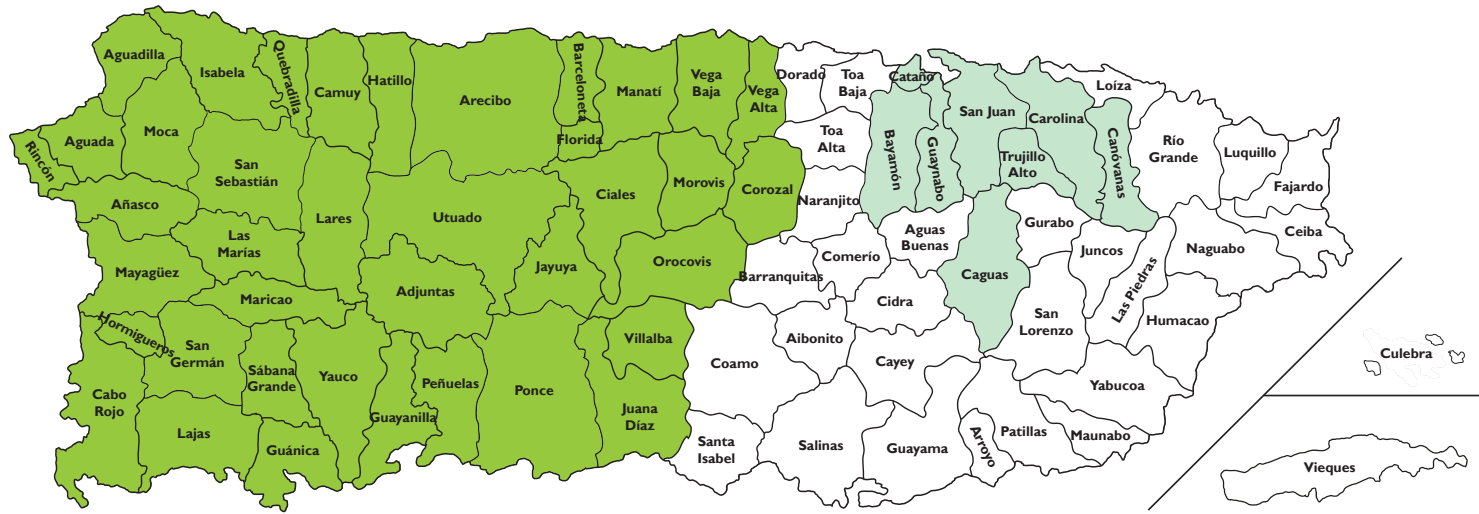 Aguadilla
Isabela
Quebradilla
Camuy
Hatillo
Arecibo
Barceloneta
Manatí
Vega
Baja
Vega
Alta
Dorado
Toa
Baja
Cataño
San Juan
Carolina
Loíza
Rincón
Aguada
Moca
San
Sebastián
Florida
Toa
Alta
Bayamón
Guaynabo
Trujillo
Alto
Canóvanas
Río
Grande
Luquillo
Fajardo
Añasco
Lares
Utuado
Ciales
Morovis
Corozal
Naranjito
Las
Marías
Aguas
Buenas
Gurabo
Juncos
Ceiba
Naguabo
Mayagüez
Maricao
Adjuntas
Jayuya
Orocovis
Barranquitas
Comerío
Cidra
Caguas
San
Lorenzo
Las Piedras
Humacao
Hormigueros
San
Germán
Sábana
Grande
Yauco
Guayanilla
Peñuelas
Ponce
Villalba
Coamo
Aibonito
Cayey
Yabucoa
Culebra
Cabo
Rojo
Lajas
Guánica
Juana
Díaz
Santa
Isabel
Salinas
Guayama
Arroyo
Patillas
Maunabo
Vieques